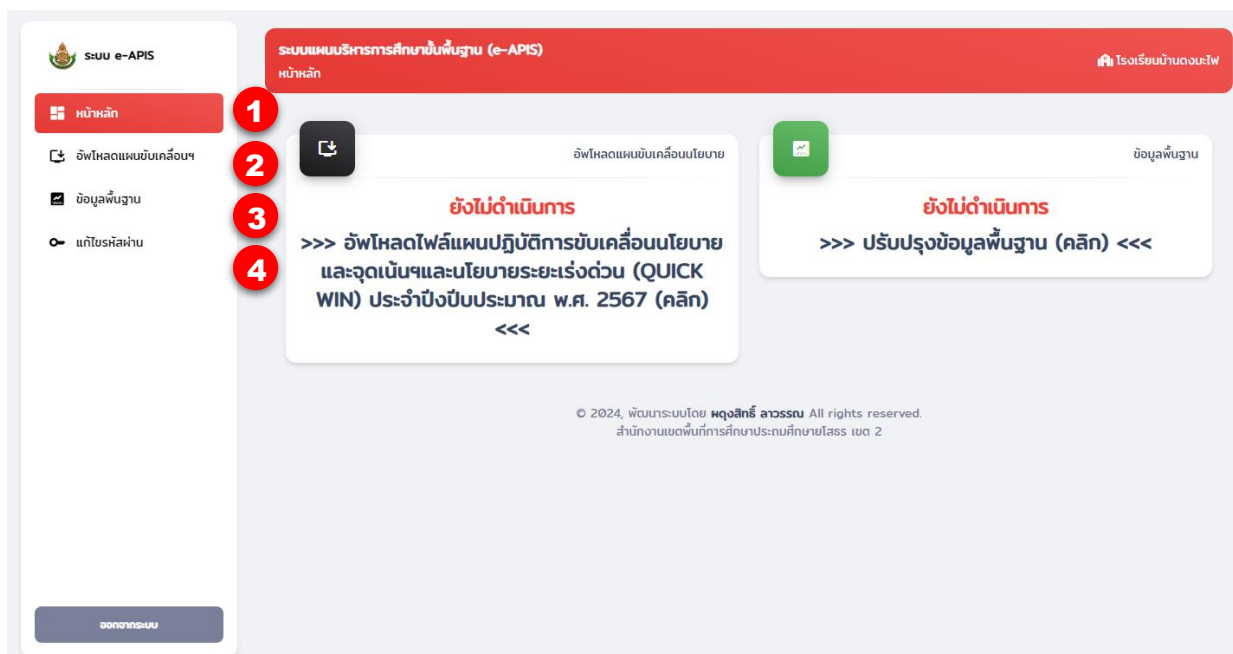 ระบบ e-APIS
ระบบแผนบริหารการศึกษาขั้นพื้นฐาน (e-APIS)
หน้าหลัก
โรงเรียนบ้านดงมะไฟ
หน้าหลัก
1
อัพโหลดแผนขับเคลื่อนฯ
2
ข้อมูลพื้นฐาน
3
แก้ไขรหัสผ่าน
4
อัพโหลดแผนขับเคลื่อนนโยบาย
ยังไม่ดำเนินการ
>>> อัพโหลดไฟล์แผนปฏิบัติการขับเคลื่อนนโยบาย
และจุดเน้นฯและนโยบายระยะเร่งด่วน (QUICK
WIN) ประจำปีงปีบประมาณ พ.ศ. 2567 (คลิก)
<<<
ข้อมูลพื้นฐาน
ยังไม่ดำเนินการ
>>> ปรับปรุงข้อมูลพื้นฐาน (คลิก) <<<
© 2024, พัฒนาระบบโดย ผดุงสิทธิ์ ลาวรรณ All rights reserved.
สำนักงานเขตพื้นที่การศึกษาประถมศึกษายโสธร เขต 2
ออกจากระบบ